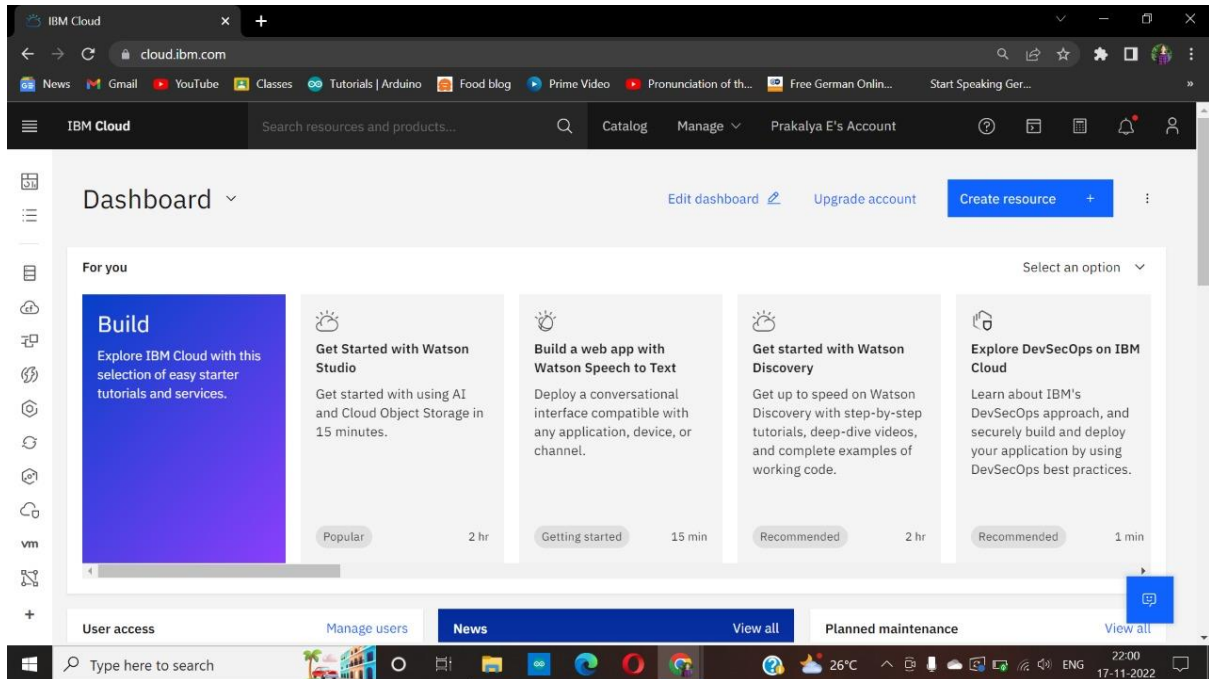 IBM Cloud
cloud.ibm.com
News Gmail YouTube Classes Tutorials | Arduino Food blog Prime Video Pronunciation of th... Free German Onlin... Start Speaking Ger... »
IBM Cloud Search resources and products... Catalog Manage Prakalya E's Account
Dashboard Edit dashboard Upgrade account Create resource +
For you Select an option
Build
Explore IBM Cloud with this
selection of easy starter
tutorials and services.
Get Started with Watson
Studio
Get started with using AI
and Cloud Object Storage in
15 minutes.
Popular 2 hr
Build a web app with
Watson Speech to Text
Deploy a conversational
interface compatible with
any application, device, or
channel.
Getting started 15 min
Get started with Watson
Discovery
Get up to speed on Watson
Discovery with step-by-step
tutorials, deep-dive videos,
and complete examples of
working code.
Recommended 2 hr
Explore DevSecOps on IBM
Cloud
Learn about IBM's
DevSecOps approach, and
securely build and deploy
your application by using
DevSecOps best practices.
Recommended 1 min
cf
vm
User access Manage users News View all Planned maintenance View all
Type here to search 26°C ENG 22:00
17-11-2022